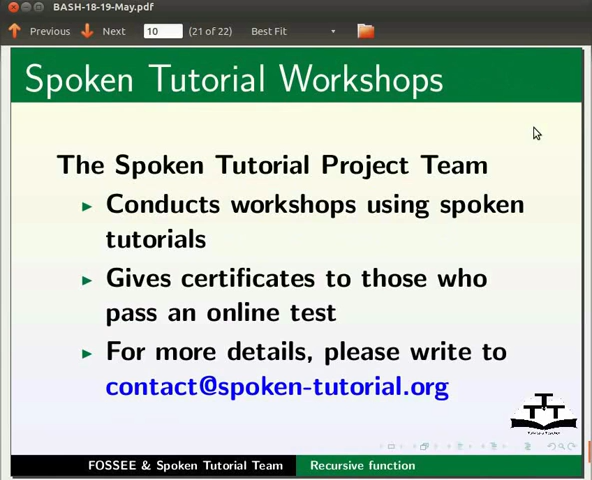 BASH-18-19-May.pdf
Previous Next 10 (21 of 22) Best Fit
Spoken Tutorial Workshops
The Spoken Tutorial Project Team
Conducts workshops using spoken
tutorials
Gives certificates to those who
pass an online test
For more details, please write to
contact@spoken-tutorial.org
FOSSEE & Spoken Tutorial Team Recursive function